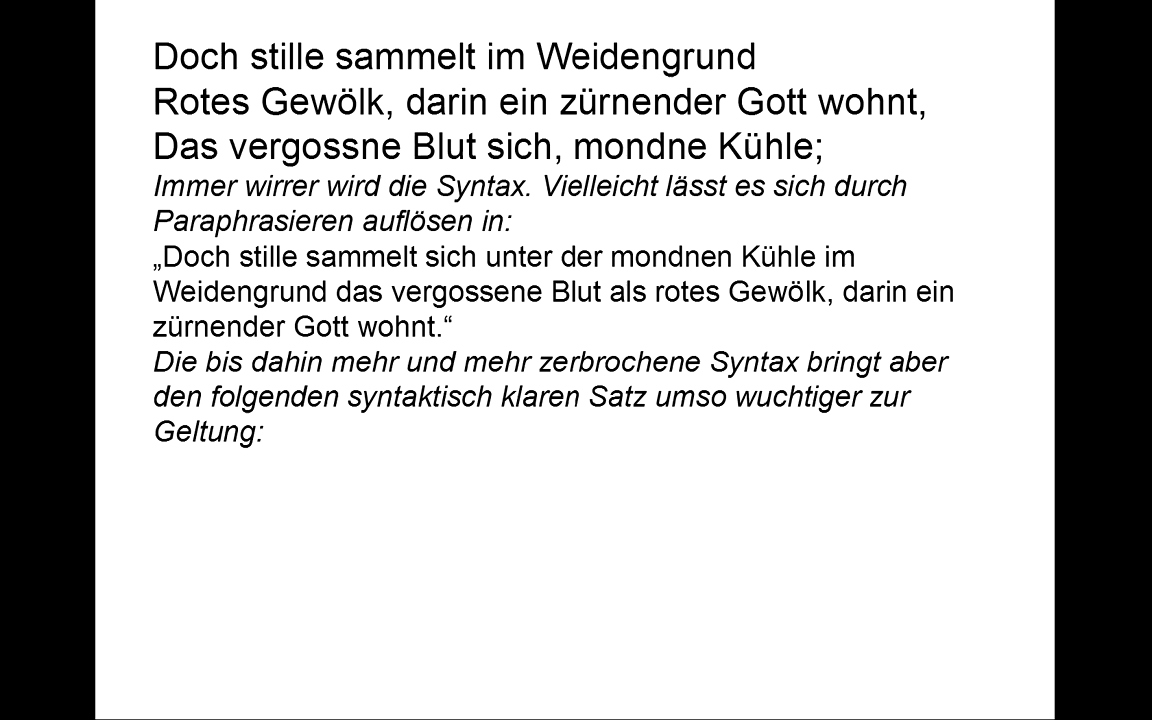 Doch stille sammelt im Weidengrund
Rotes Gewölk, darin ein zürnender Gott wohnt,
Das vergossne Blut sich, mondne Kühle;
Immer wirrer wird die Syntax. Vielleicht lässt es sich durch
Paraphrasieren auflösen in:
„Doch stille sammelt sich unter der mondnen Kühle im
Weidengrund das vergossene Blut als rotes Gewölk, darin ein
zürnender Gott wohnt.“
Die bis dahin mehr und mehr zerbrochene Syntax bringt aber
den folgenden syntaktisch klaren Satz umso wuchtiger zur
Geltung: